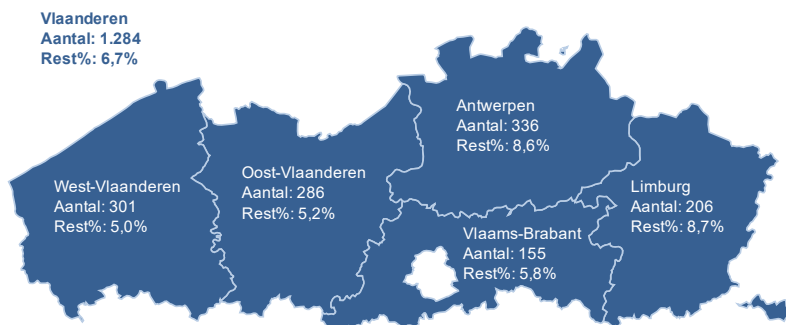 Vlaanderen
Aantal: 1.284
Rest%: 6,7%
Antwerpen
Aantal: 336
Rest%: 8,6%
West-Vlaanderen
Aantal: 301
Rest%: 5,0%
Oost-Vlaanderen
Aantal: 286
Rest%: 5,2%
Limburg
Aantal: 206
Rest%: 8,7%
Vlaams-Brabant
Aantal: 155
Rest%: 5,8%